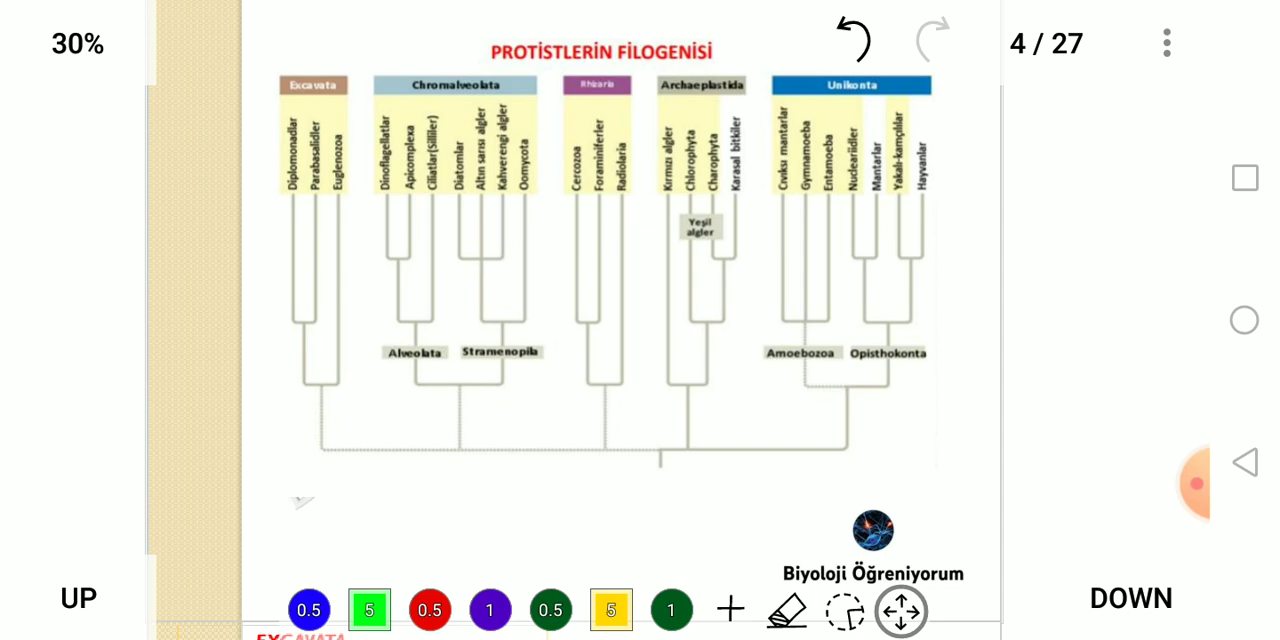 30%
4 / 27
PROTİSTLERİN FİLOGENİSİ
Excavata
Chromalveolata
Rhizaria
Archaeplastida
Unikonta
Diplomonadlar
Parabasalidler
Euglenozoa
Dinoflagellatlar
Apicomplexa
Ciliatlar(Silliler)
Diatomlar
Altın sarısı algler
Kahverengi algler
Oomycota
Cercozoa
Foraminiferler
Radiolaria
Kırmızı algler
Chlorophyta
Charophyta
Karasal bitkiler
Cıvıksı mantarlar
Gymnamoeba
Entamoeba
Nucleariidler
Mantarlar
Yakalı-kamçılılar
Hayvanlar
Yeşil
algler
Alveolata
Stramenopila
Amoebozoa
Opisthokonta
Biyoloji Öğreniyorum
UP
DOWN
0.5
5
0.5
1
0.5
5
1
EXCAVATA